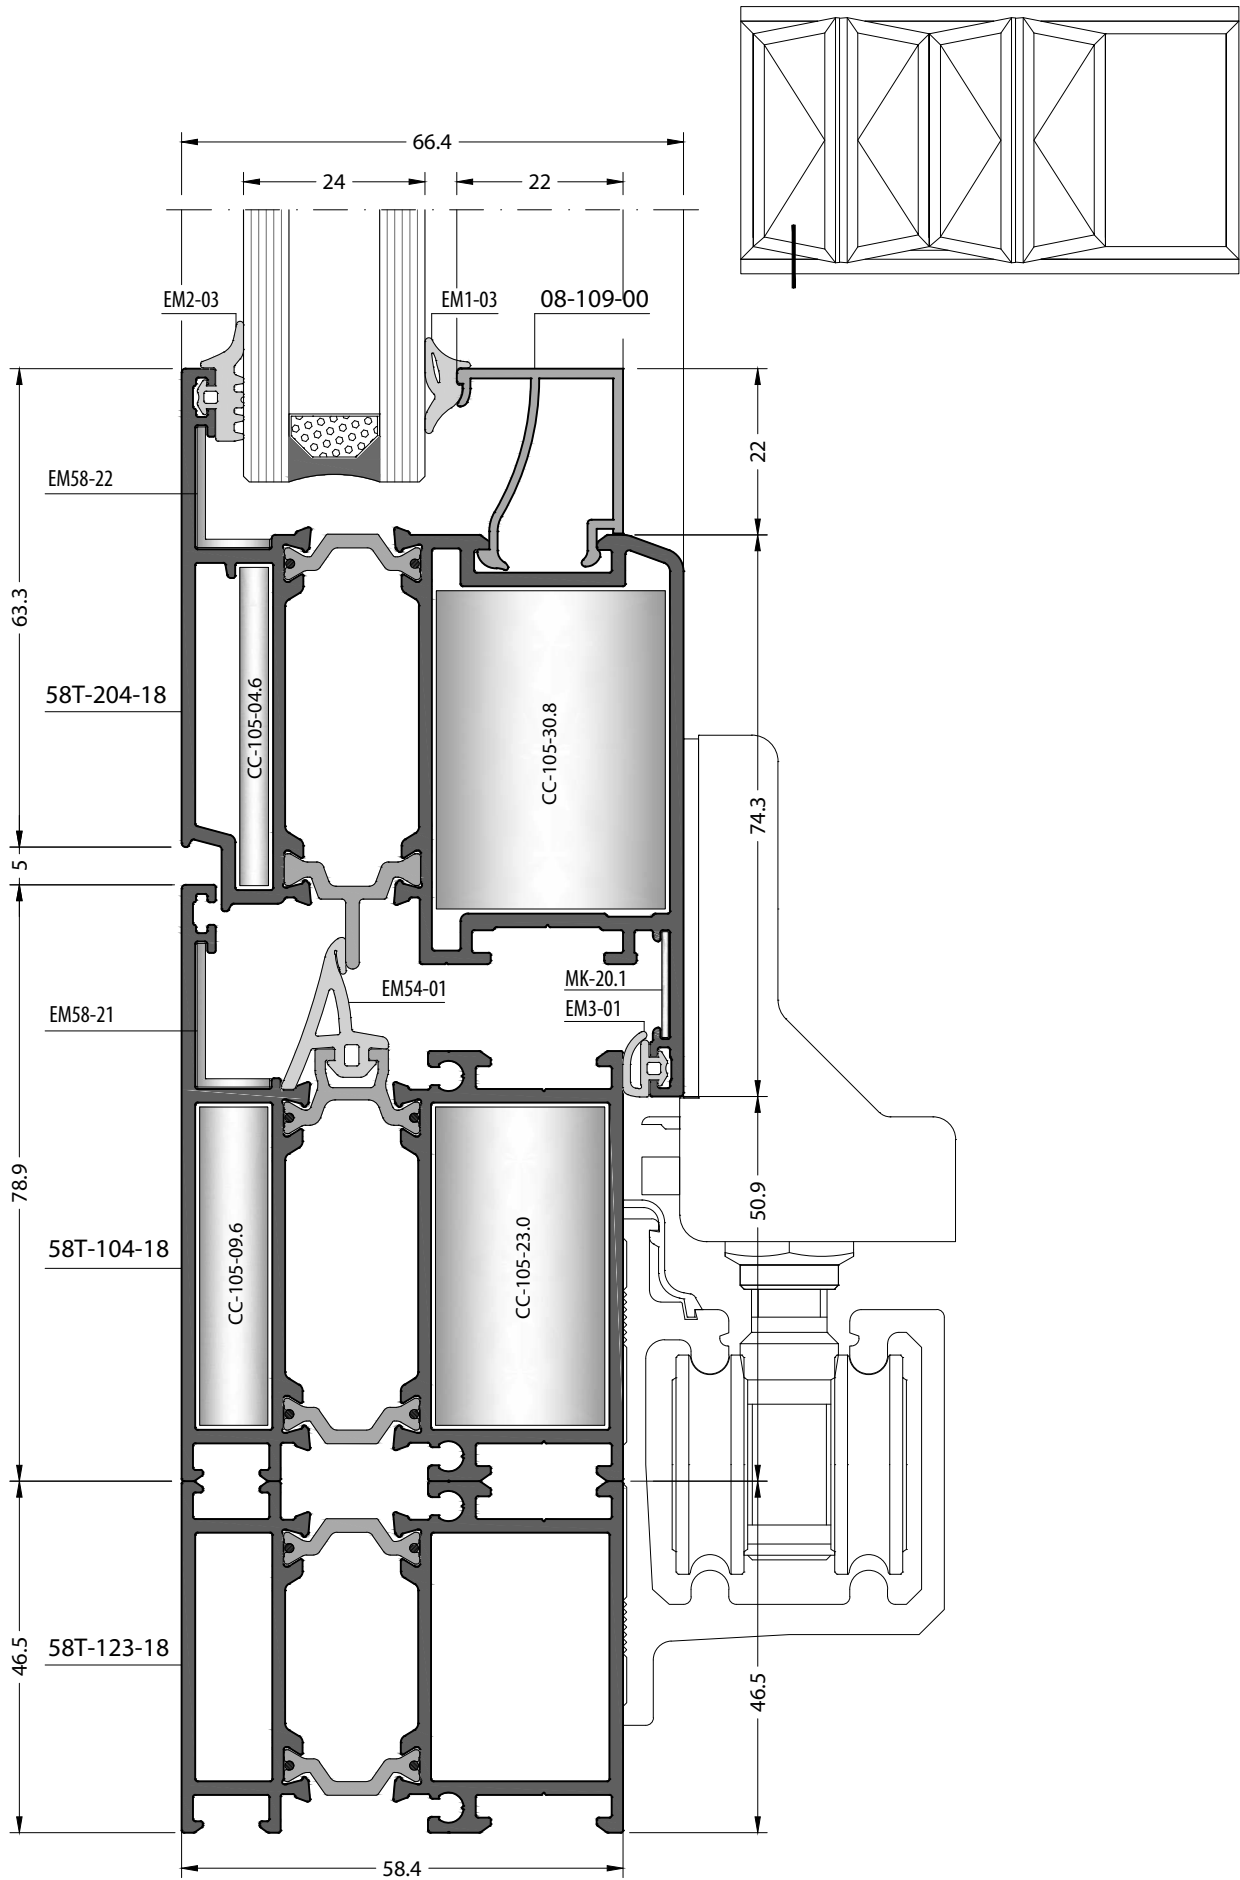 66.4
24
22
EM2-03
EM1-03
08-109-00
22
EM58-22
63.3
58T-204-18
CC-105-04.6
CC-105-30.8
74.3
5
EM54-01
MK-20.1
EM3-01
EM58-21
78.9
50.9
58T-104-18
CC-105-09.6
CC-105-23.0
46.5
58T-123-18
46.5
58.4